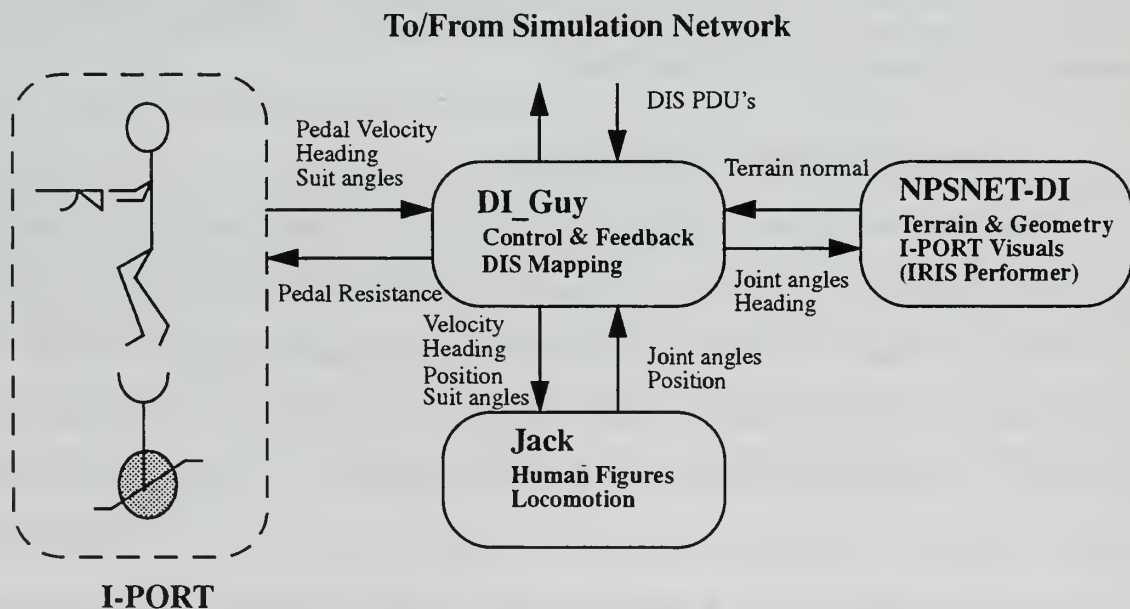 To/From Simulation Network
DIS PDU's
Pedal Velocity
Heading
Suit angles
Terrain normal
DI_Guy
Control & Feedback
DIS Mapping
NPSNET-DI
Terrain & Geometry
I-PORT Visuals
(IRIS Performer)
Pedal Resistance
Joint angles
Heading
Velocity
Heading
Position
Suit angles
Joint angles
Position
Jack
Human Figures
Locomotion
I-PORT